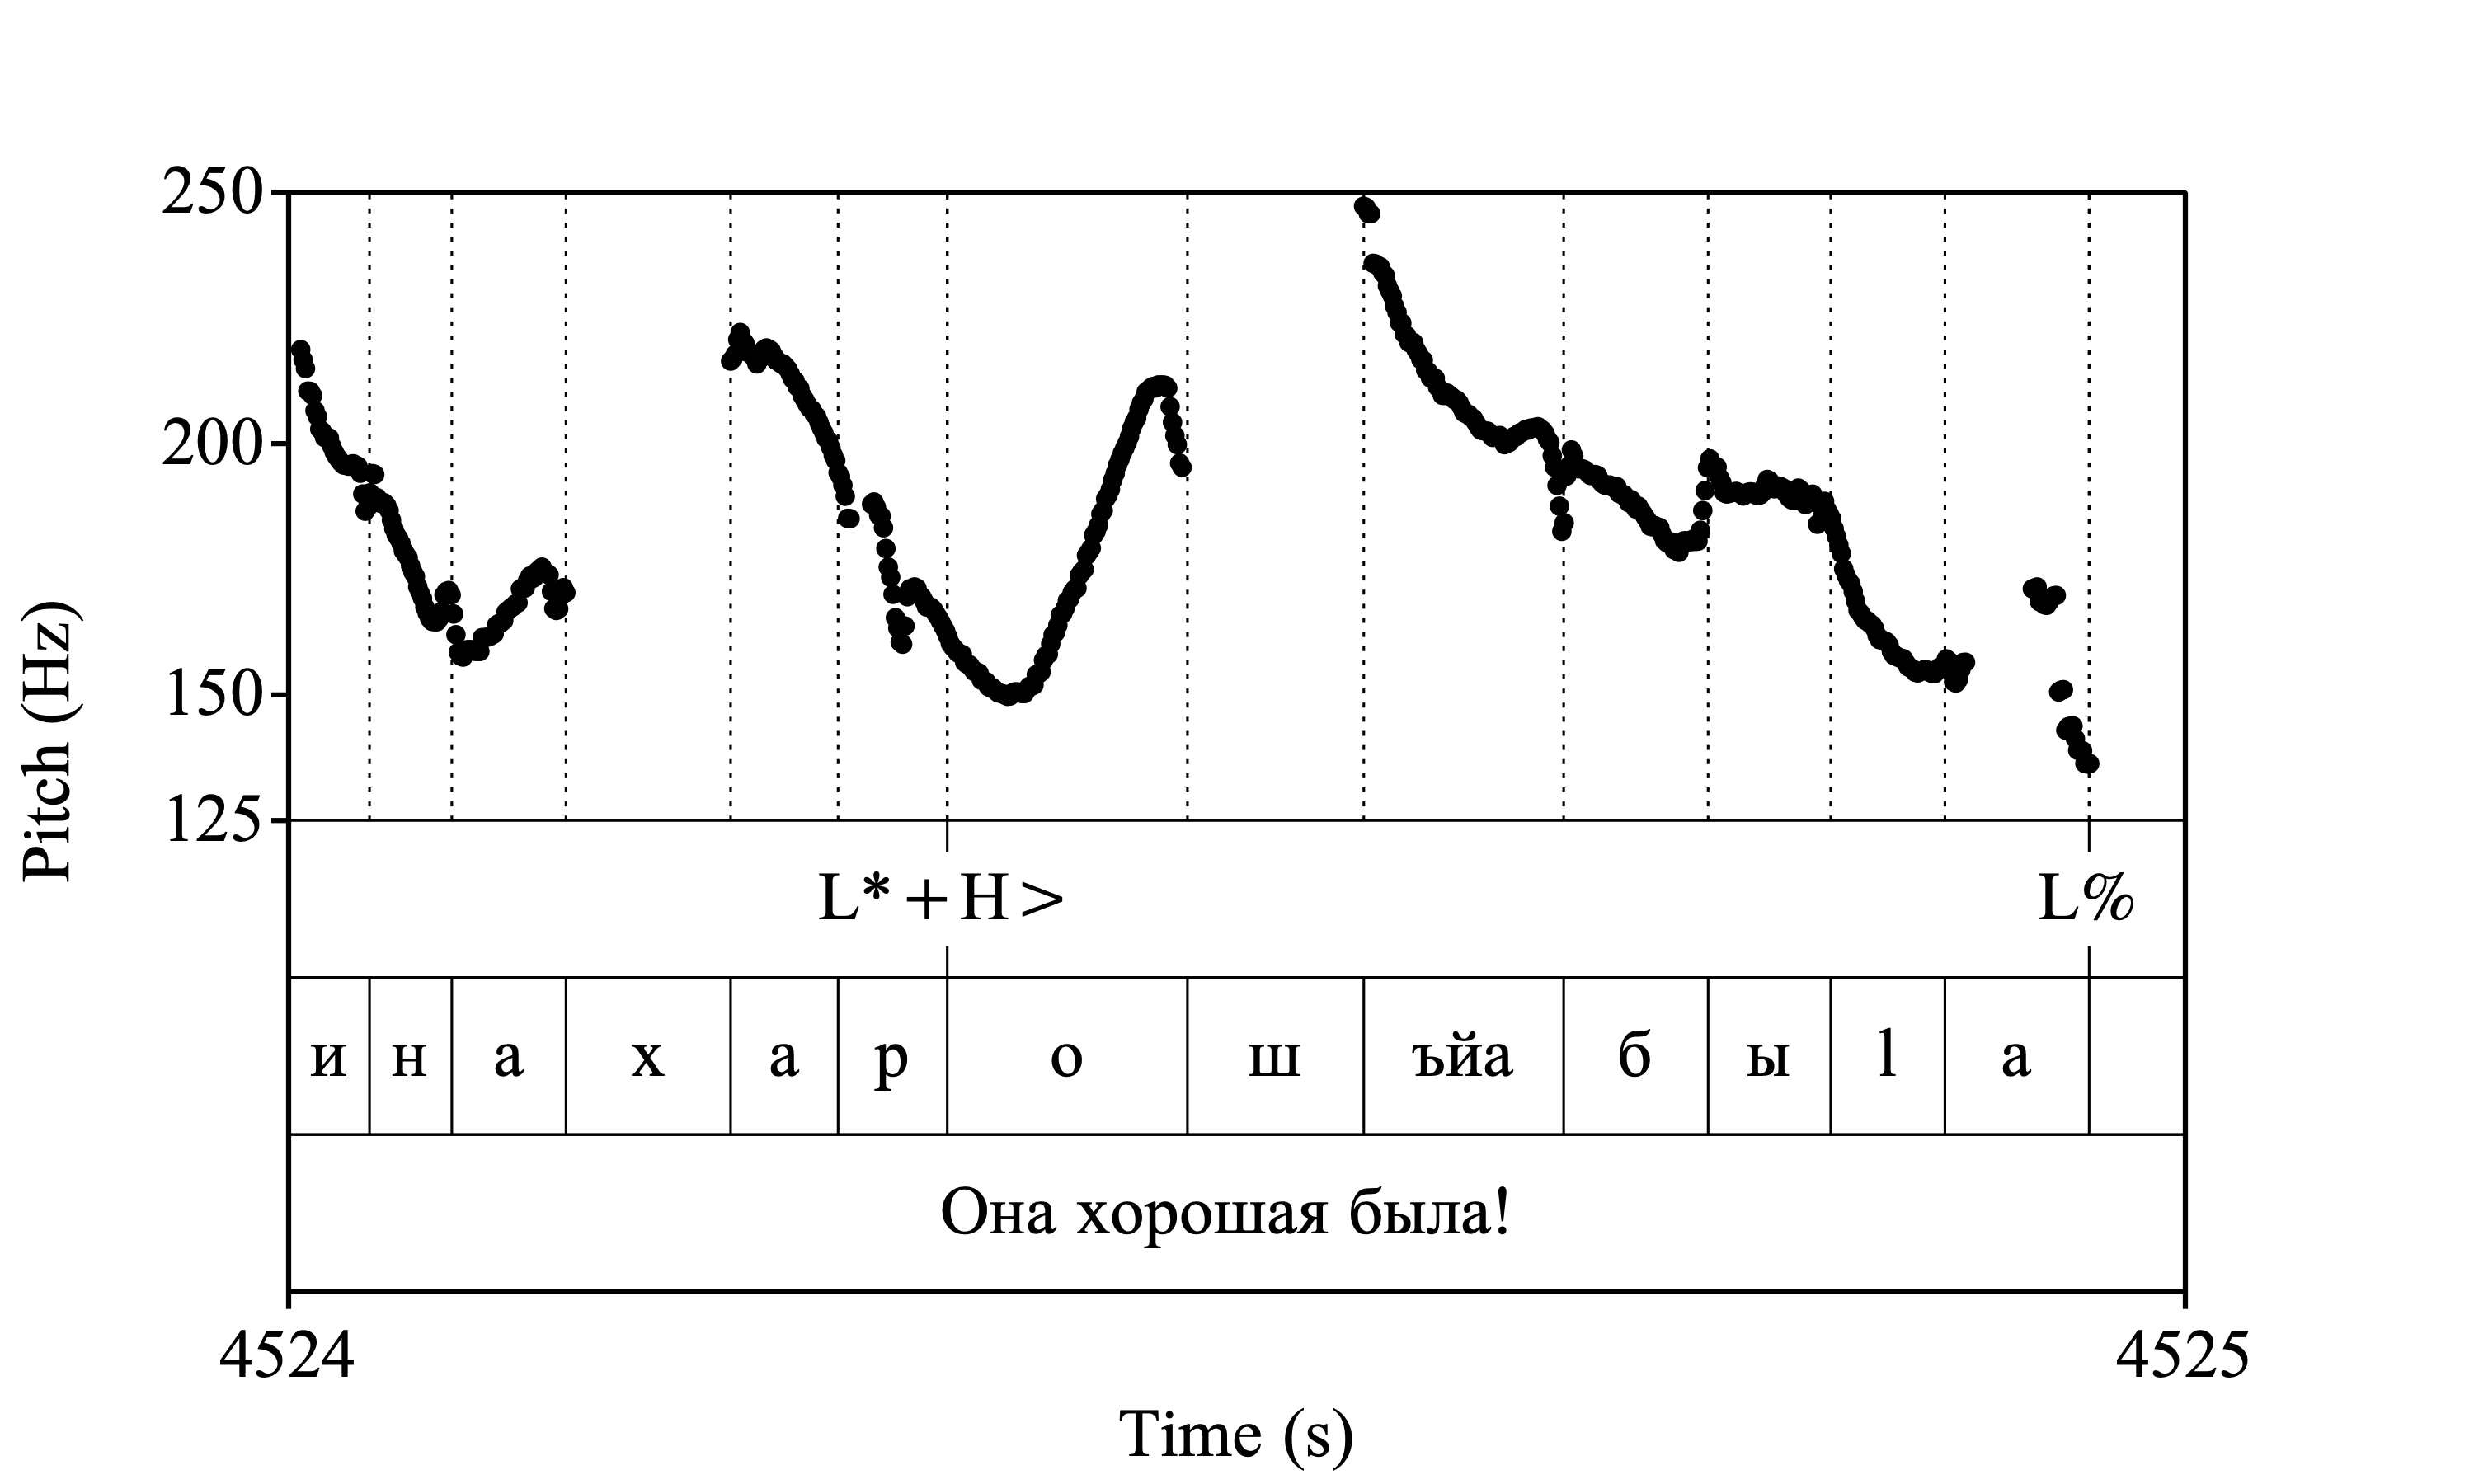 250
200
150
125
Pitch (Hz)
L*+H> L%
и н а х а р о ш ъйа б ы l а
Она хорошая была!
4524 4525
Time (s)